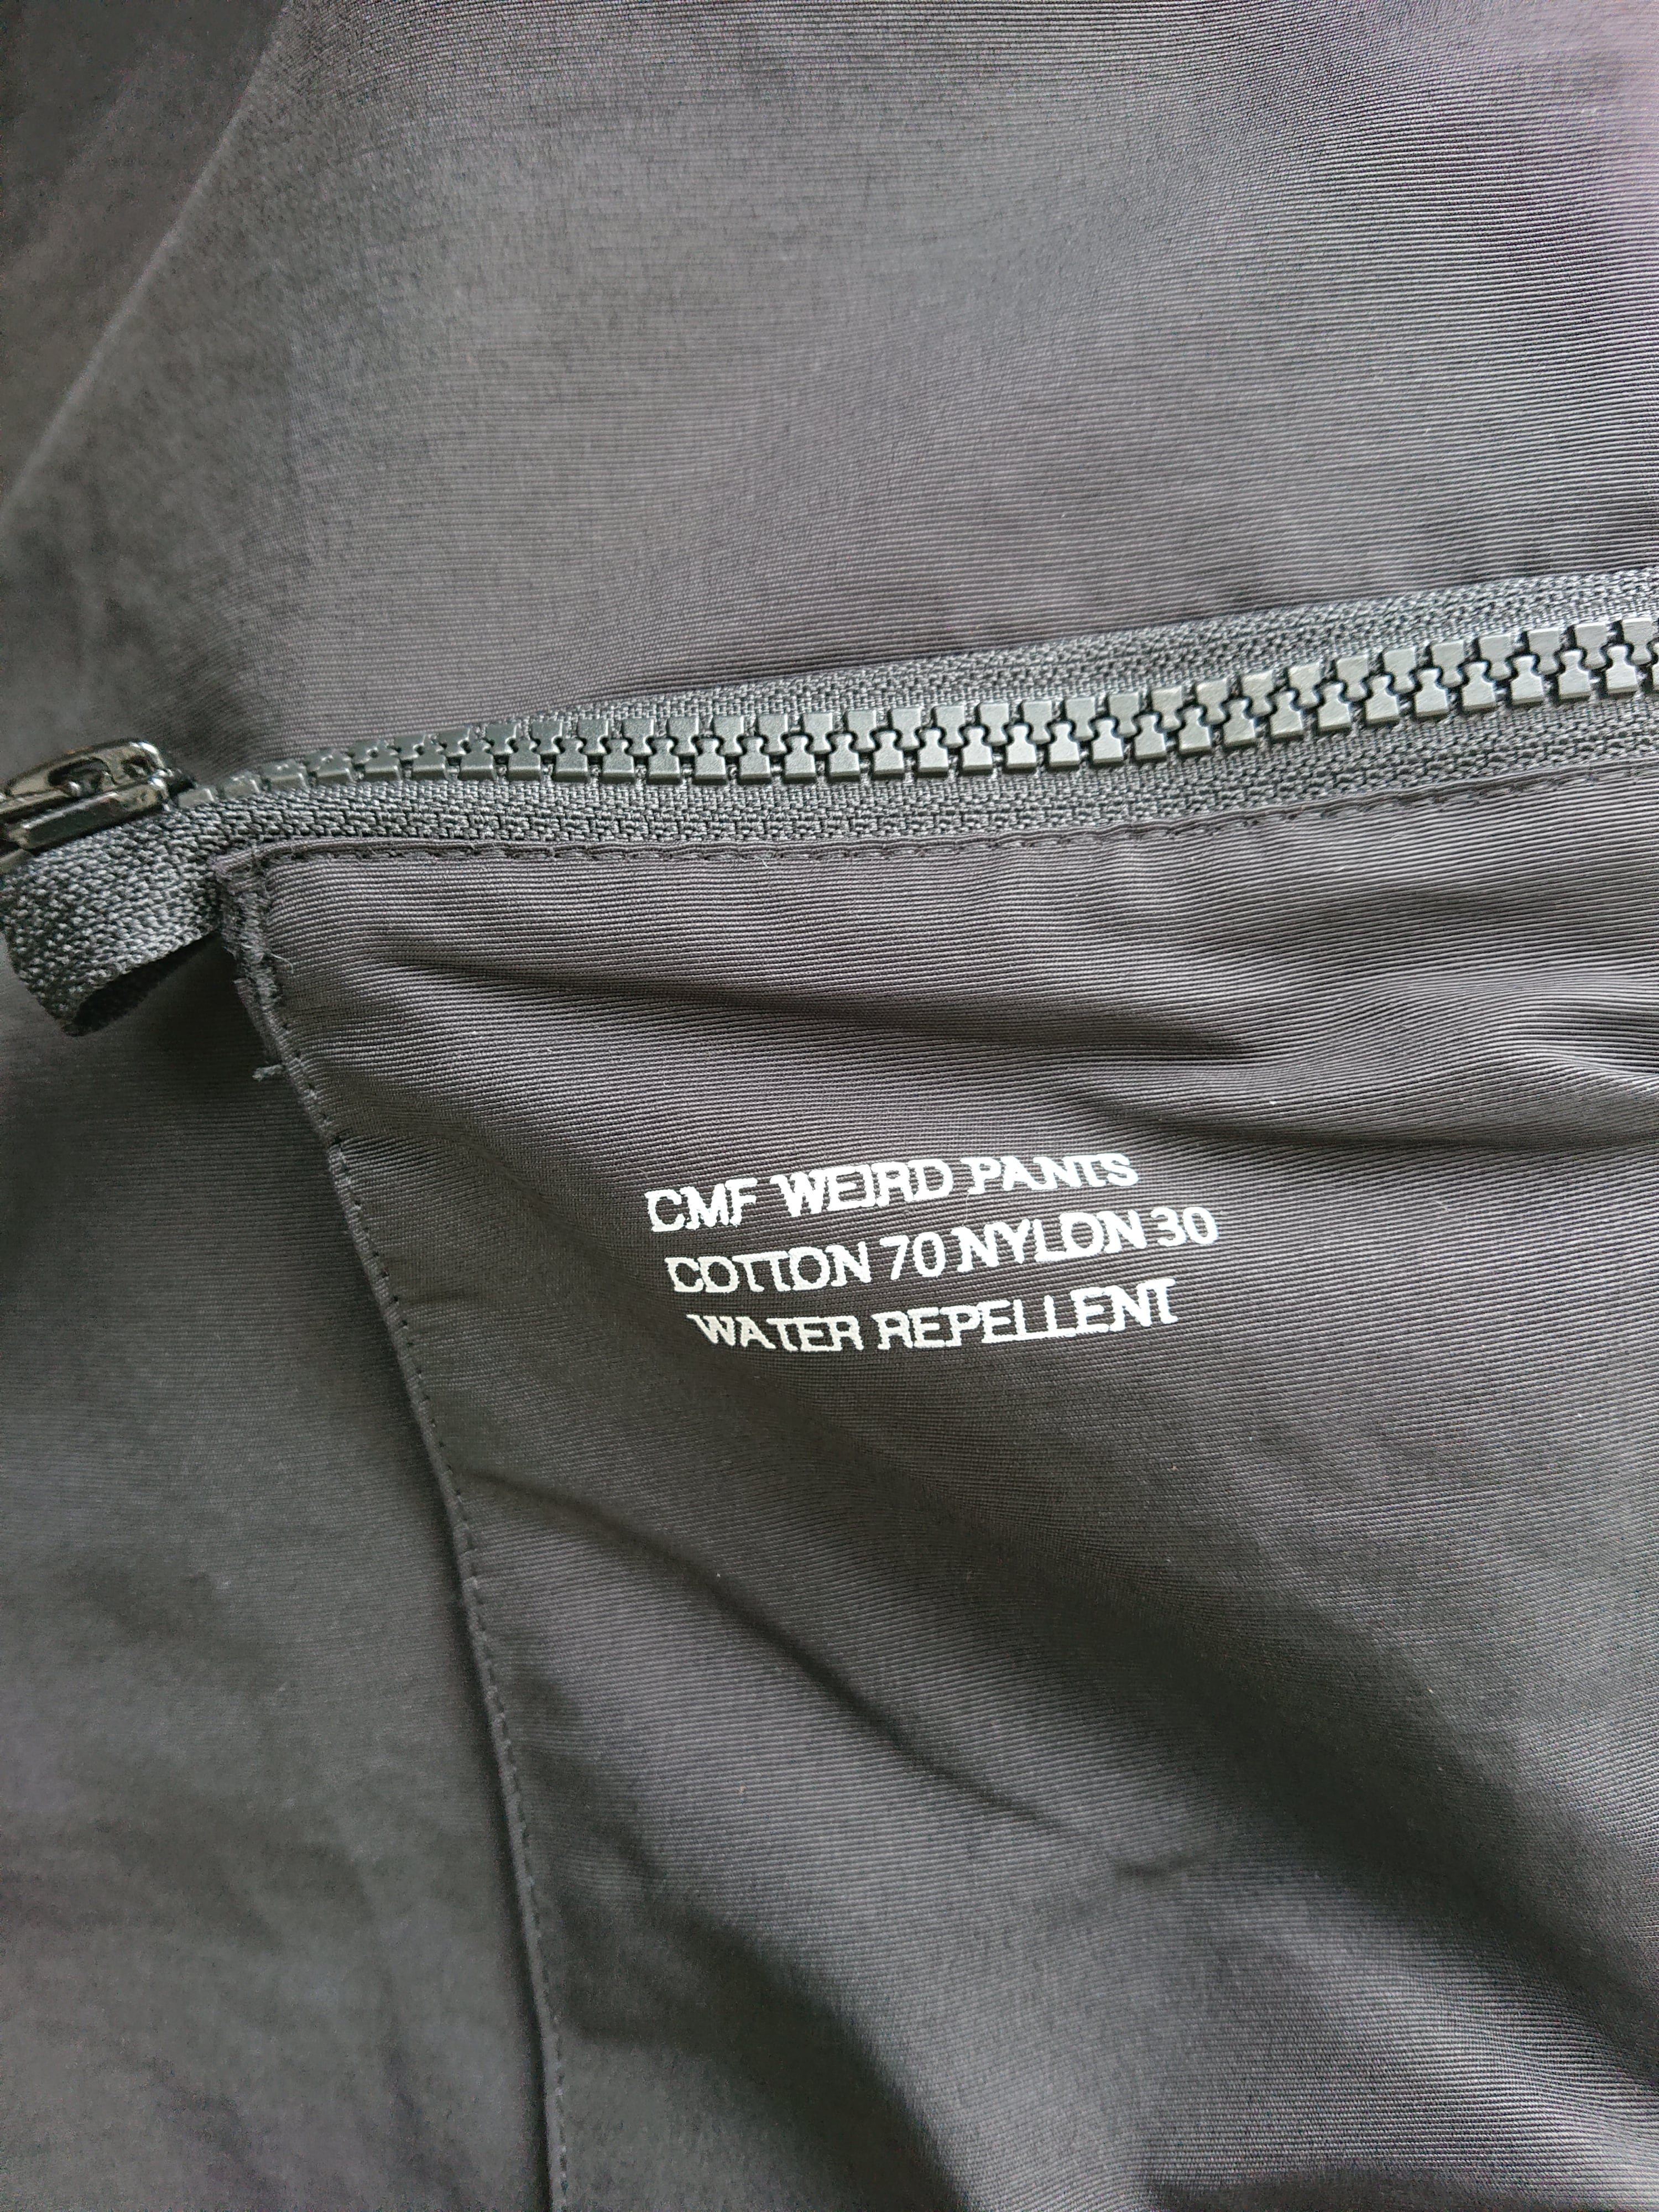 CMF WEIRD PANTS
COTTON 70 NYLON 30
WATER REPELLENT